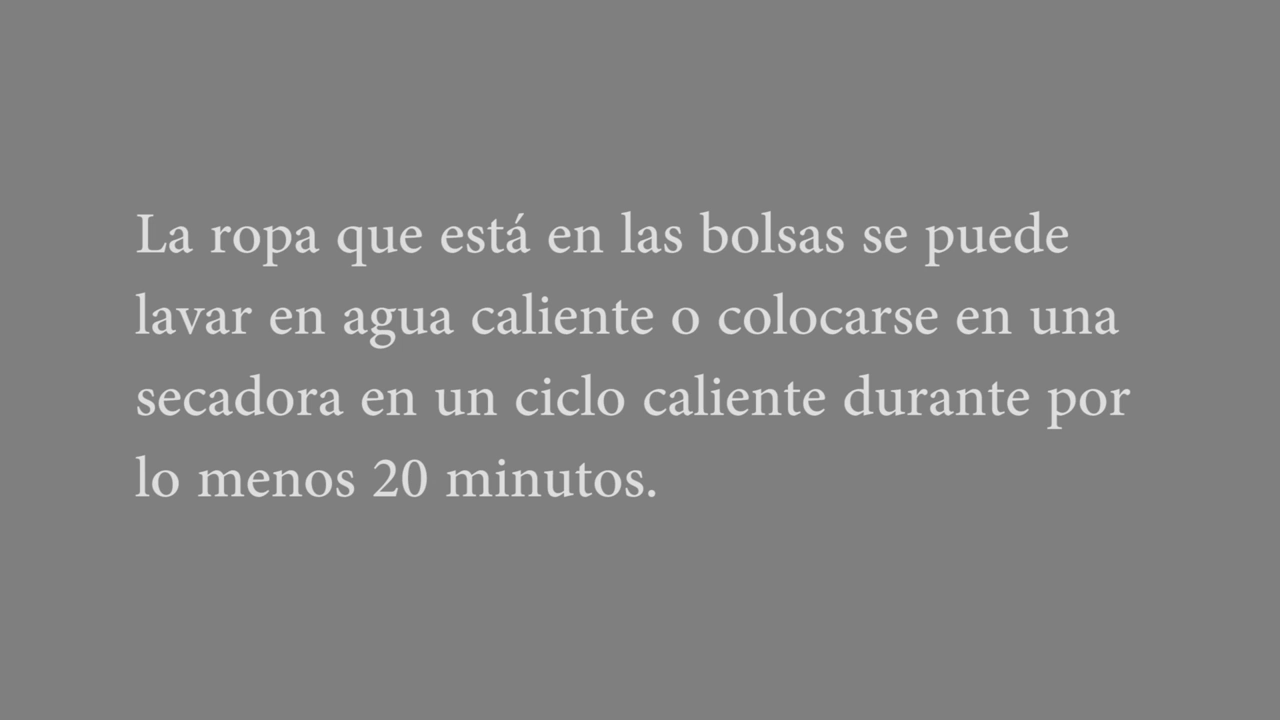 La ropa que está en las bolsas se puede
lavar en agua caliente o colocarse en una
secadora en un ciclo caliente durante por
lo menos 20 minutos.